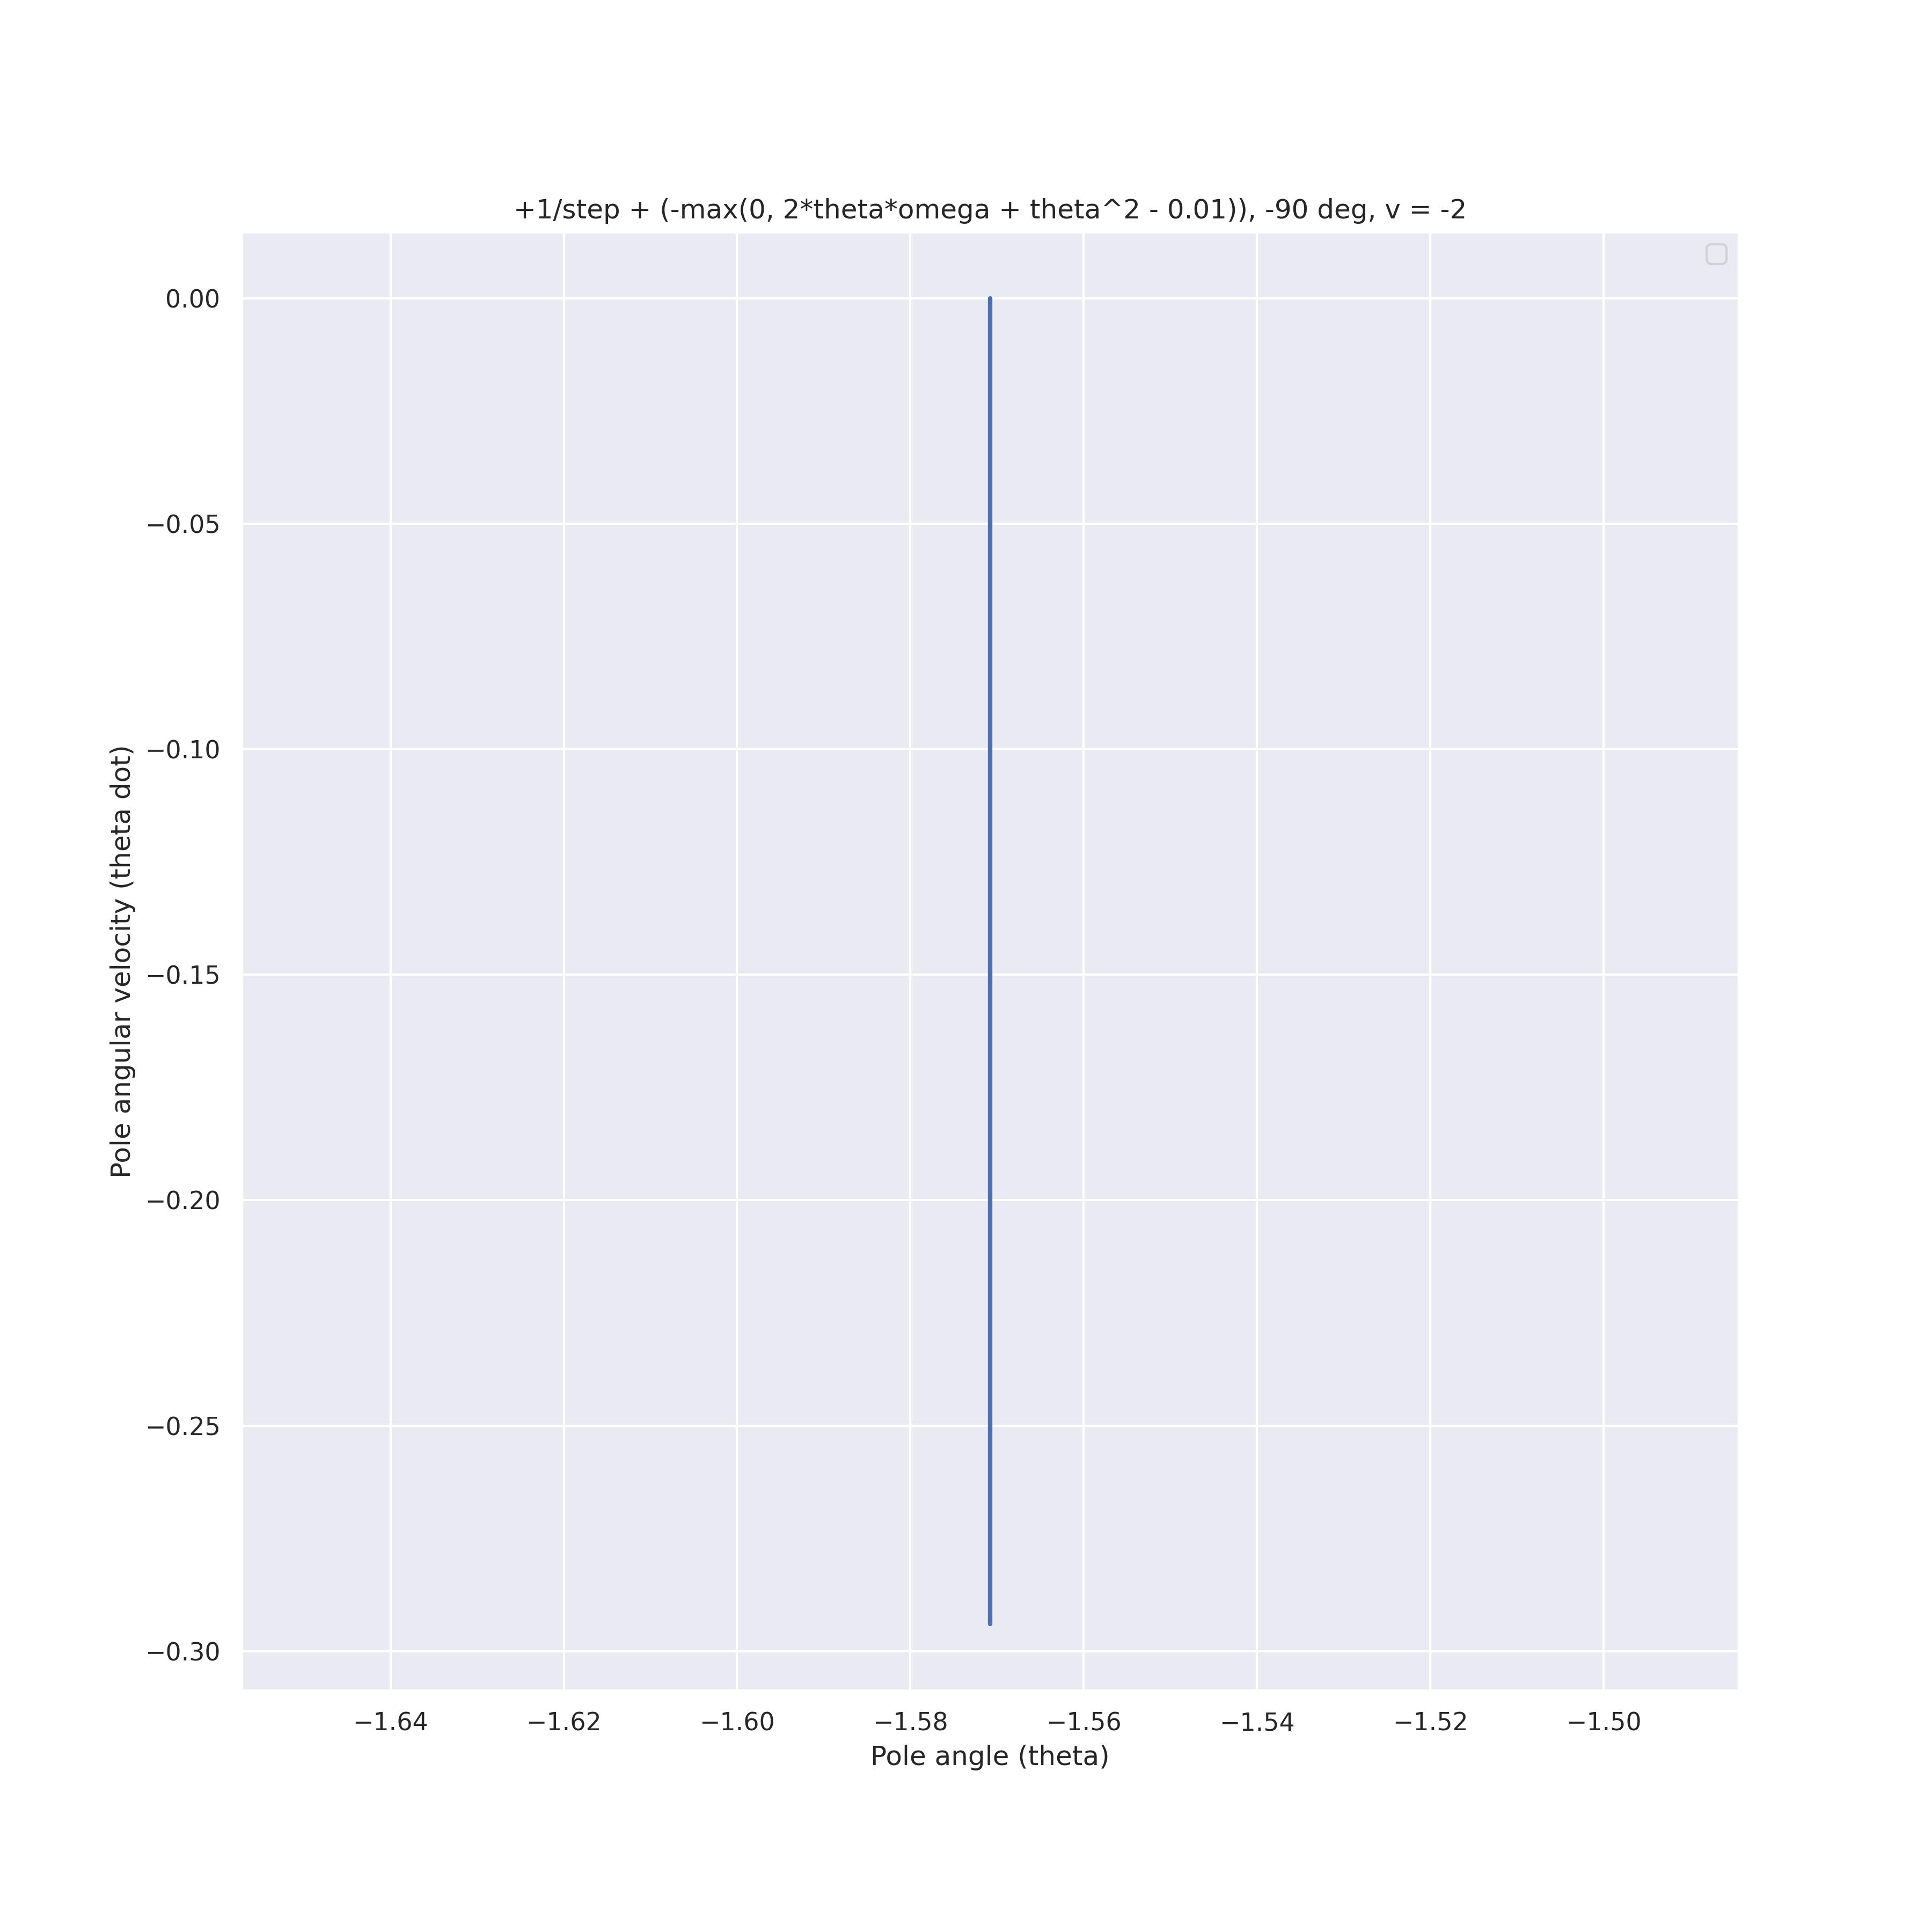 +1/step + (-max(0, 2*theta*omega + theta^2 - 0.01)), -90 deg, v = -2
0.00
−0.05
−0.10
−0.15
−0.20
−0.25
−0.30
Pole angular velocity (theta dot)
−1.64 −1.62 −1.60 −1.58 −1.56 −1.54 −1.52 −1.50
Pole angle (theta)